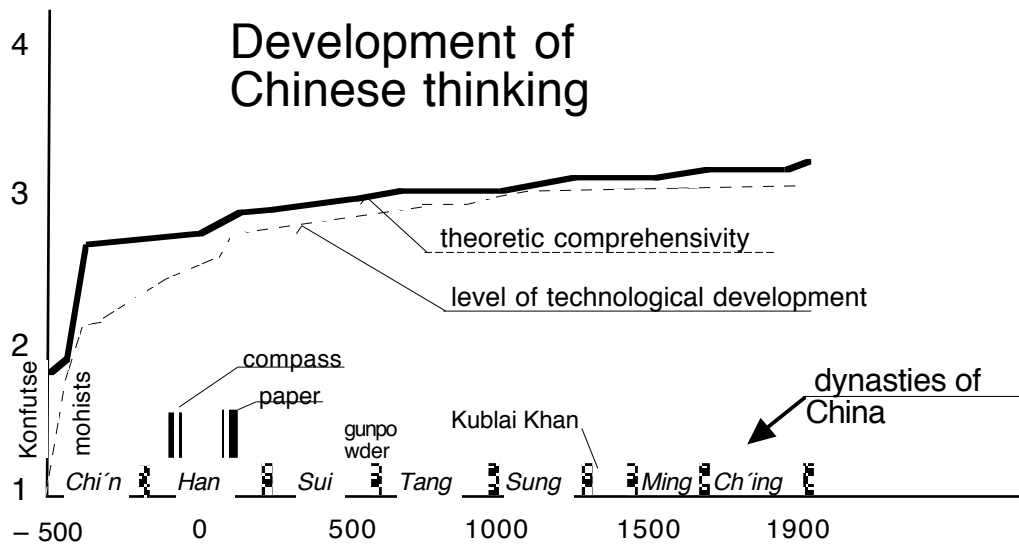 Development of
Chinese thinking
4
3
2
1
theoretic comprehensivity
level of technological development
Konfutse
mohists
compass
paper
gunpo
wder
Kublai Khan
dynasties of
China
Chi´n Han Sui Tang Sung Ming Ch´ing
– 500 0 500 1000 1500 1900